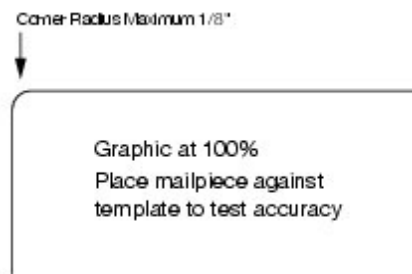 Corner Radius Maximum 1/8"
Graphic at 100%
Place mailpiece against
template to test accuracy